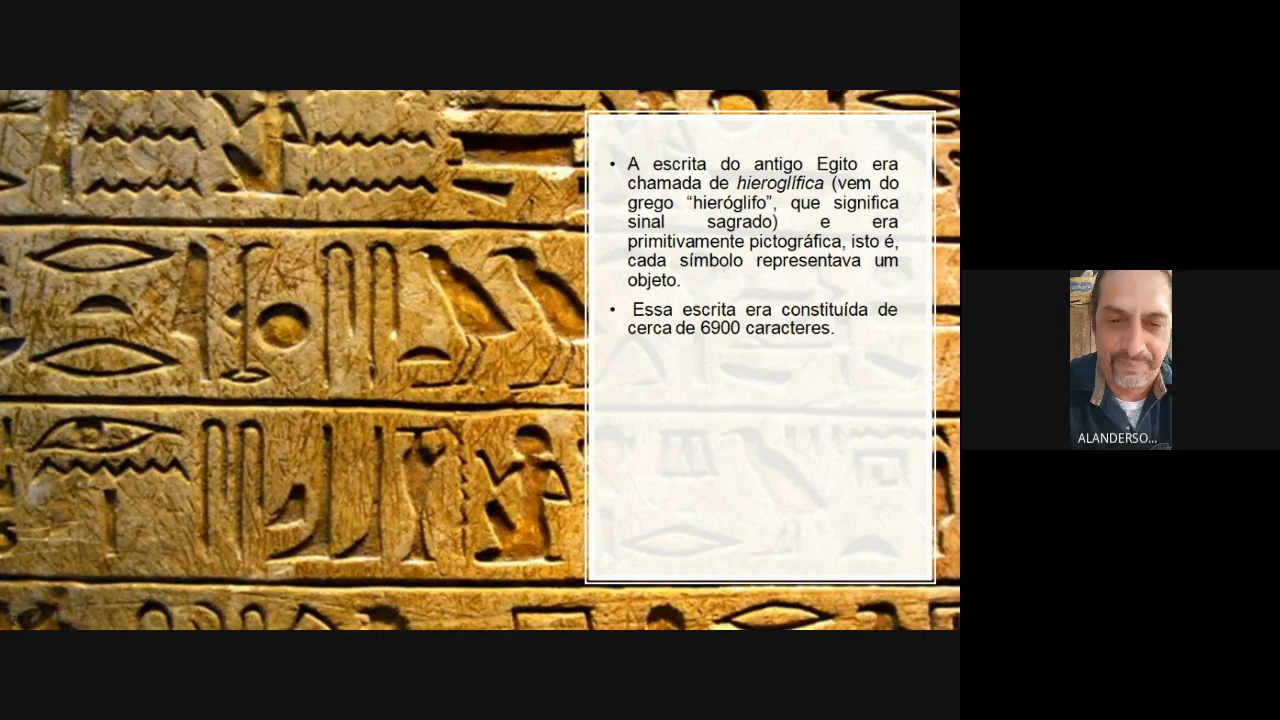 • A escrita do antigo Egito era
chamada de hieroglífica (vem do
grego “hieróglifo”, que significa
sinal sagrado) e era
primitivamente pictográfica, isto é,
cada símbolo representava um
objeto.
• Essa escrita era constituída de
cerca de 6900 caracteres.
ALANDERSO...